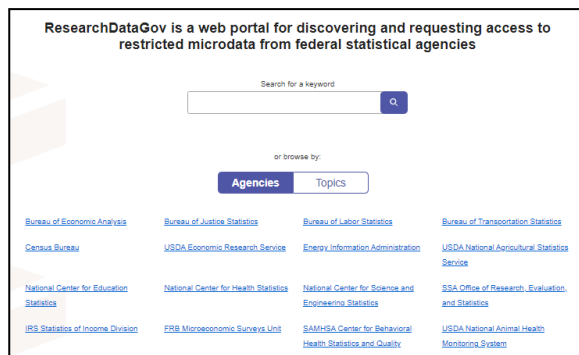 ResearchDataGov is a web portal for discovering and requesting access to
restricted microdata from federal statistical agencies
Search for a keyword
or browse by:
Agencies Topics
Bureau of Economic Analysis Bureau of Justice Statistics Bureau of Labor Statistics Bureau of Transportation Statistics
Census Bureau USDA Economic Research Service Energy Information Administration USDA National Agricultural Statistics
Service
National Center for Education National Center for Health Statistics National Center for Science and SSA Office of Research, Evaluation,
Statistics Engineering Statistics and Statistics
IRS Statistics of Income Division FRB Microeconomic Surveys Unit SAMHSA Center for Behavioral USDA National Animal Health
Health Statistics and Quality Monitoring System